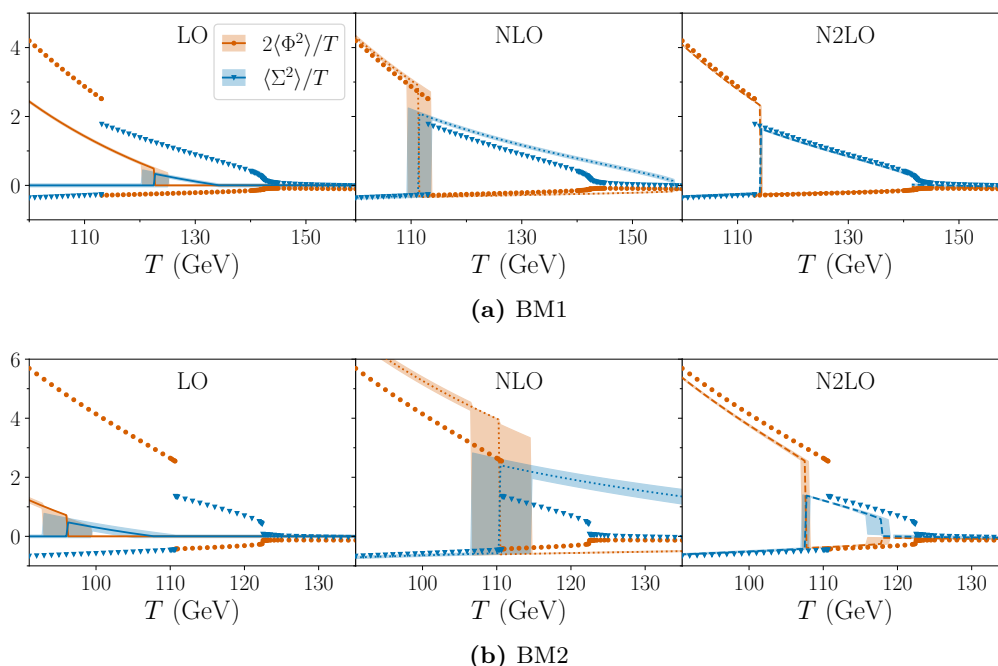 LO NLO N2LO
2⟨Φ²⟩/T
⟨Σ²⟩/T
4
2
0
110 130 150 110 130 150 110 130 150
T (GeV) T (GeV) T (GeV)
(a) BM1
6
LO NLO N2LO
4
2
0
100 110 120 130 100 110 120 130 100 110 120 130
T (GeV) T (GeV) T (GeV)
(b) BM2